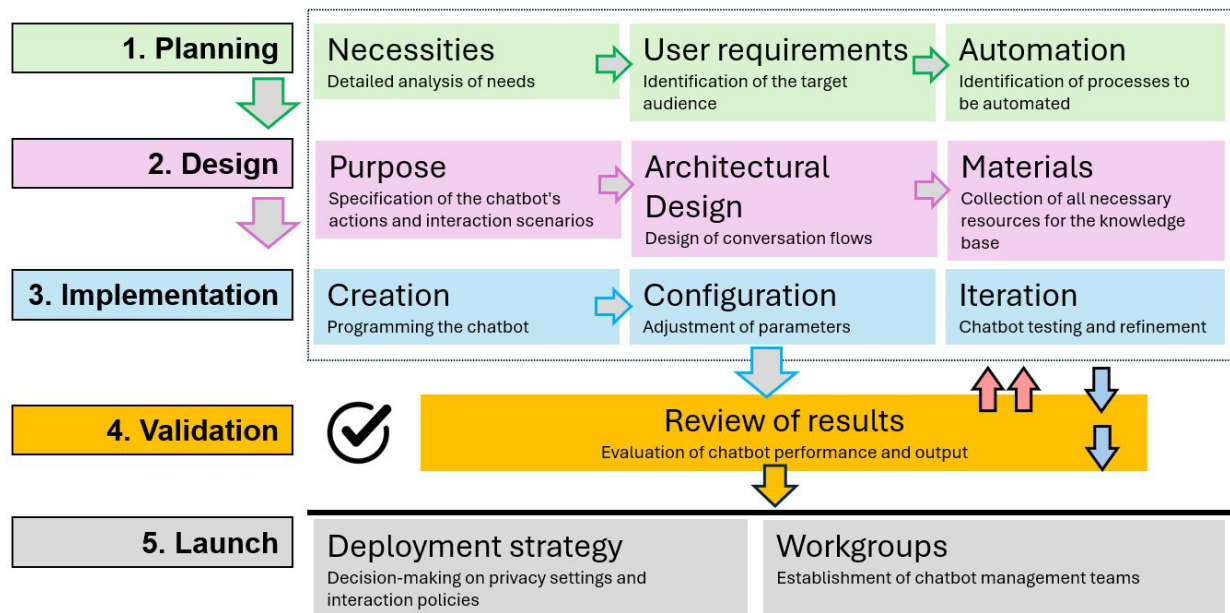 1. Planning
Necessities
Detailed analysis of needs
User requirements
Identification of the target
audience
Automation
Identification of processes to
be automated
2. Design
Purpose
Specification of the chatbot's
actions and interaction scenarios
Architectural
Design
Design of conversation flows
Materials
Collection of all necessary
resources for the knowledge
base
3. Implementation
Creation
Programming the chatbot
Configuration
Adjustment of parameters
Iteration
Chatbot testing and refinement
4. Validation
Review of results
Evaluation of chatbot performance and output
5. Launch
Deployment strategy
Decision-making on privacy settings and
interaction policies
Workgroups
Establishment of chatbot management teams